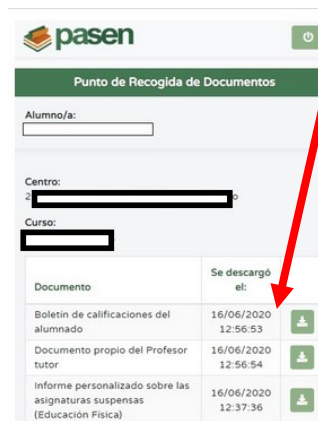 pasen
Punto de Recogida de Documentos
Alumno/a:
Centro:
2 o
Curso:
Documento
Se descargó
el:
Boletín de calificaciones del
alumnado
16/06/2020
12:56:53
Documento propio del Profesor
tutor
16/06/2020
12:56:54
Informe personalizado sobre las
asignaturas suspensas
(Educación Física)
16/06/2020
12:37:36